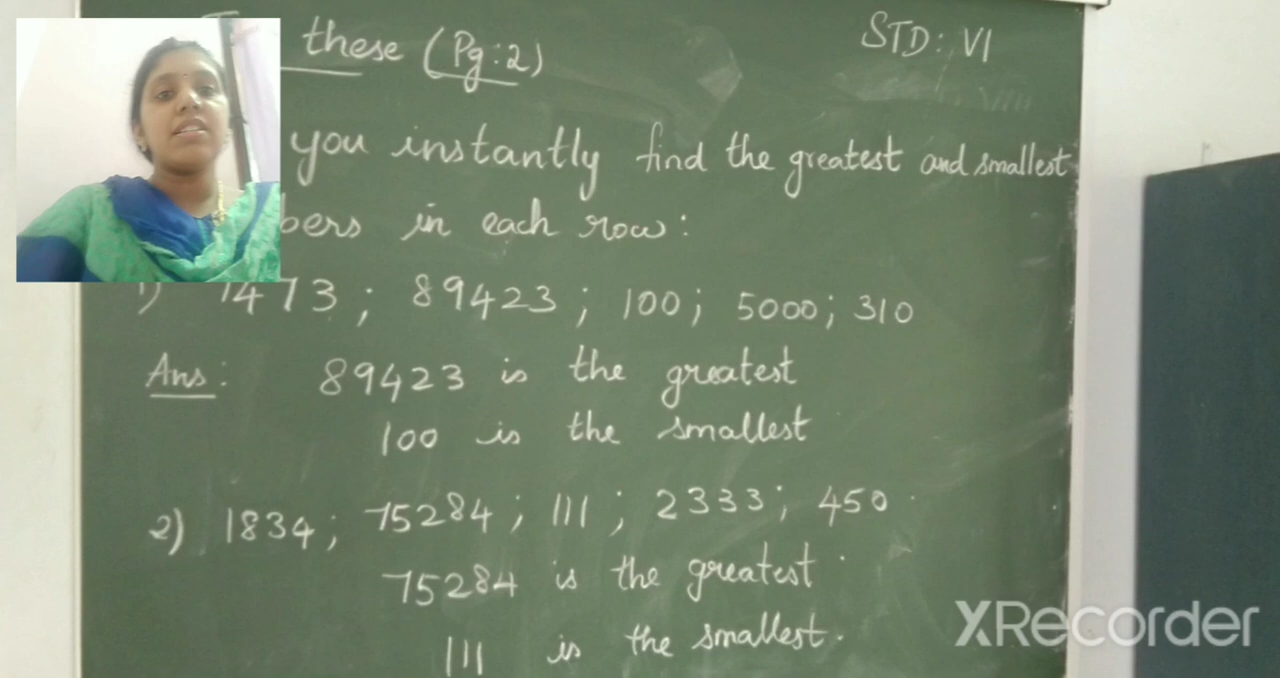 these (Pg:2)
STD: VI
you instantly find the greatest and smallest
bers in each row:
1) 1473; 89423; 100; 5000; 310
Ans: 89423 is the greatest
100 is the smallest
2) 1834; 75284; 111; 2333; 450
75284 is the greatest
111 is the smallest.
XRecorder